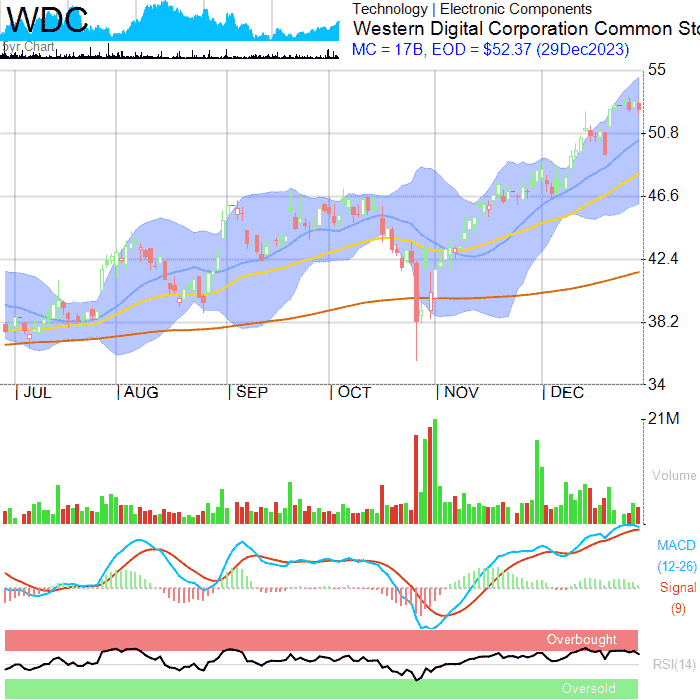 WDC
5yr Chart
Technology | Electronic Components
Western Digital Corporation Common Sto
MC = 17B, EOD = $52.37 (29Dec2023)
55
50.8
46.6
42.4
38.2
34
| JUL | AUG | SEP | OCT | NOV | DEC
21M
Volume
MACD
(12-26)
Signal
(9)
Overbought
RSI(14)
Oversold